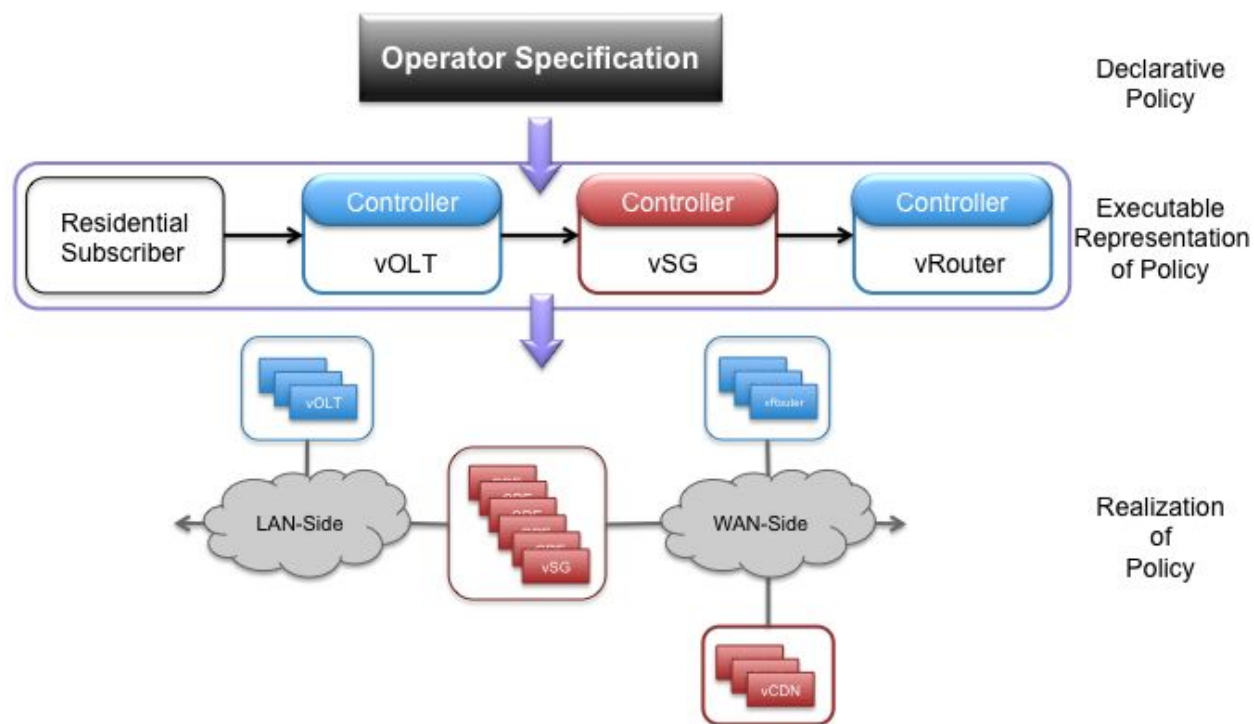 Operator Specification
Declarative
Policy
Residential
Subscriber
Controller
vOLT
Controller
vSG
Controller
vRouter
Executable
Representation
of Policy
vOLT
vRouter
LAN-Side
vSG
WAN-Side
Realization
of
Policy
vCDN